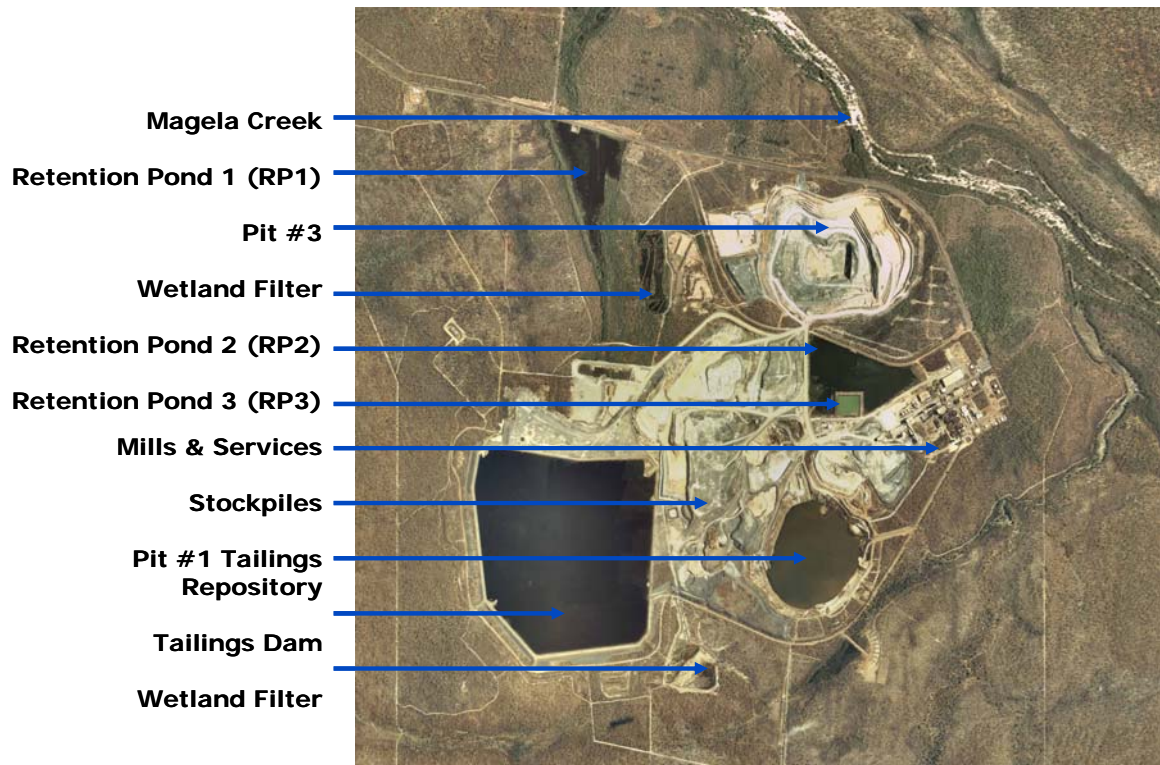 Magela Creek
Retention Pond 1 (RP1)
Pit #3
Wetland Filter
Retention Pond 2 (RP2)
Retention Pond 3 (RP3)
Mills & Services
Stockpiles
Pit #1 Tailings
Repository
Tailings Dam
Wetland Filter